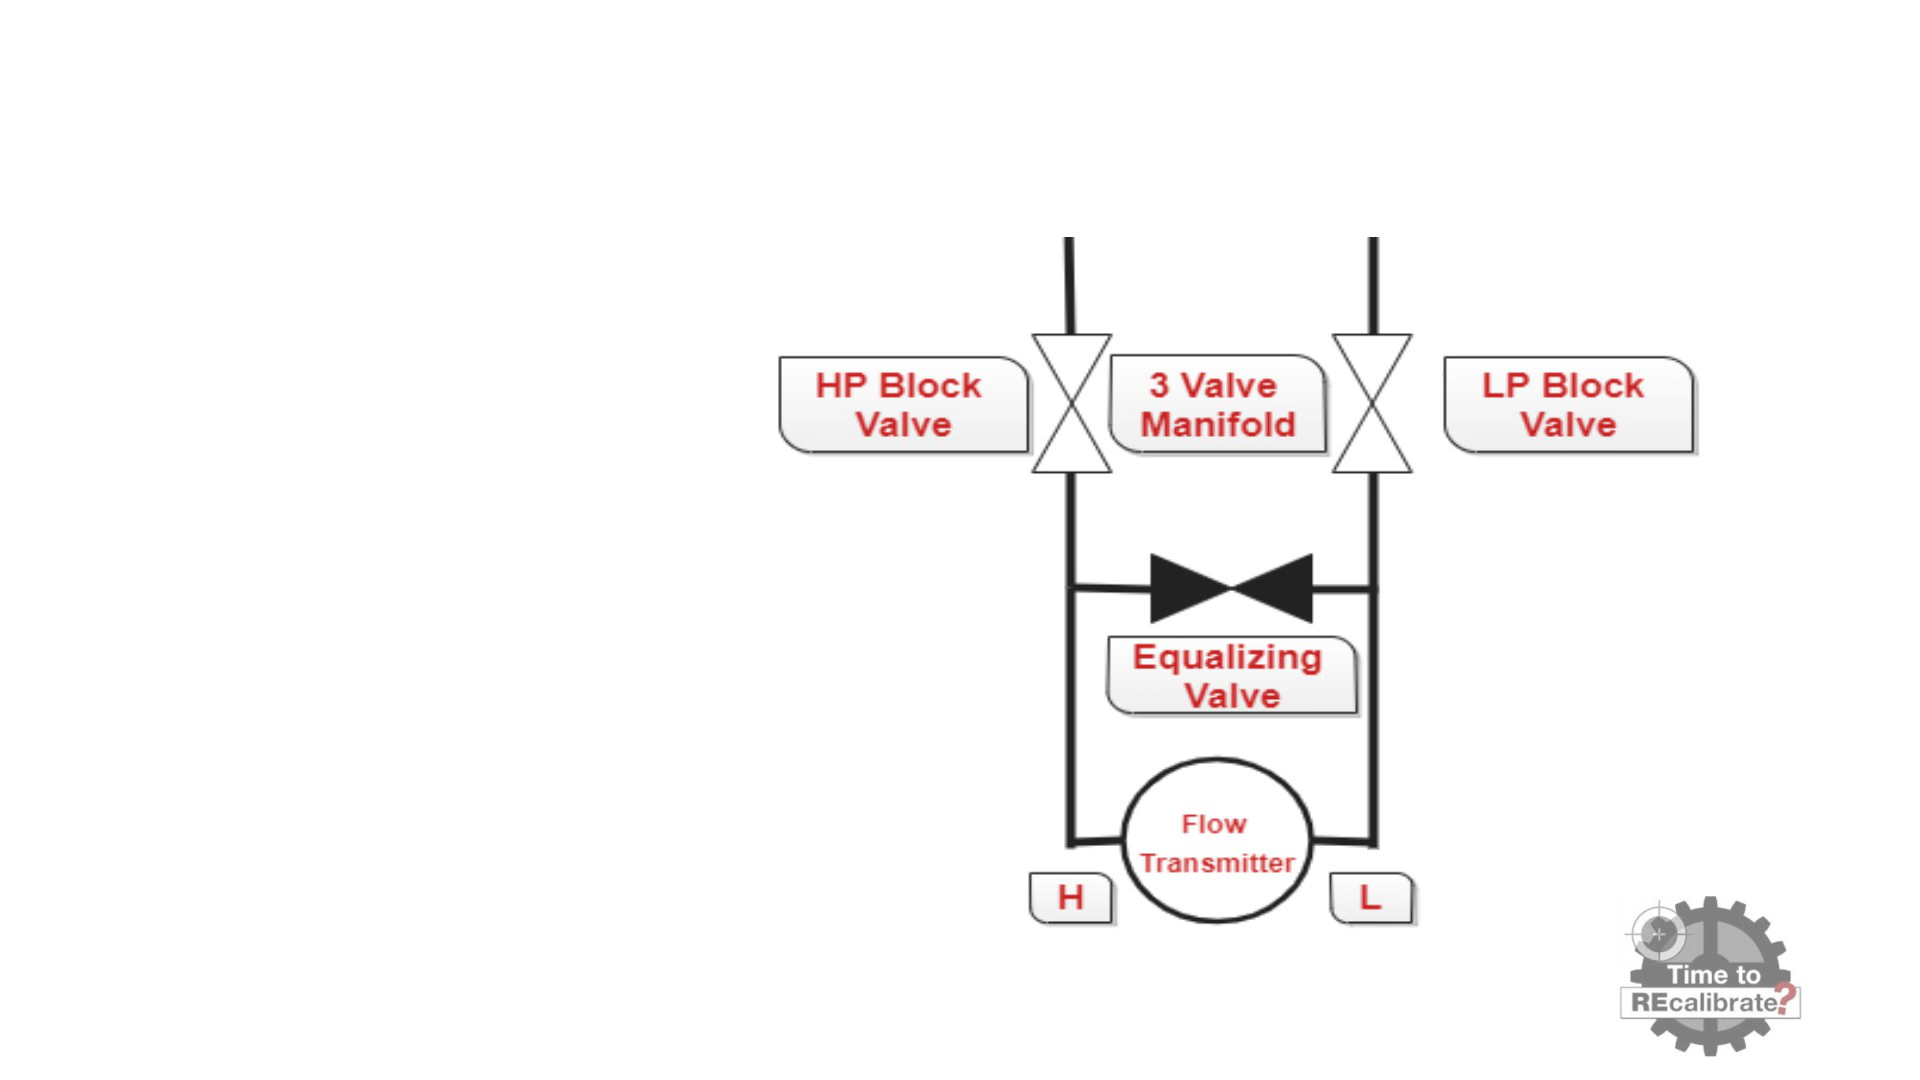 HP Block
Valve
3 Valve
Manifold
LP Block
Valve
Equalizing
Valve
Flow
Transmitter
H
L
Time to
REcalibrate?